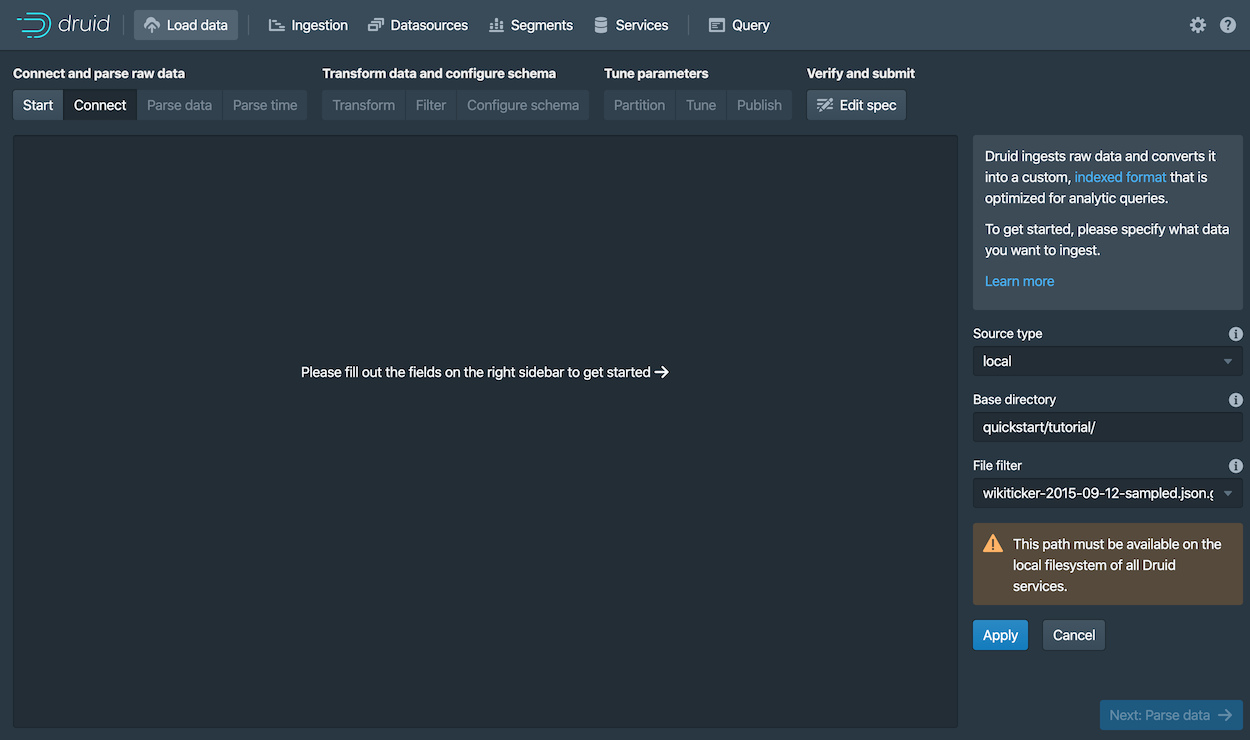 druid Load data Ingestion Datasources Segments Services Query
Connect and parse raw data Transform data and configure schema Tune parameters Verify and submit
Start Connect Parse data Parse time Transform Filter Configure schema Partition Tune Publish Edit spec
Please fill out the fields on the right sidebar to get started →
Druid ingests raw data and converts it
into a custom, indexed format that is
optimized for analytic queries.
To get started, please specify what data
you want to ingest.
Learn more
Source type
local
Base directory
quickstart/tutorial/
File filter
wikiticker-2015-09-12-sampled.json.g
This path must be available on the
local filesystem of all Druid
services.
Apply Cancel
Next: Parse data →